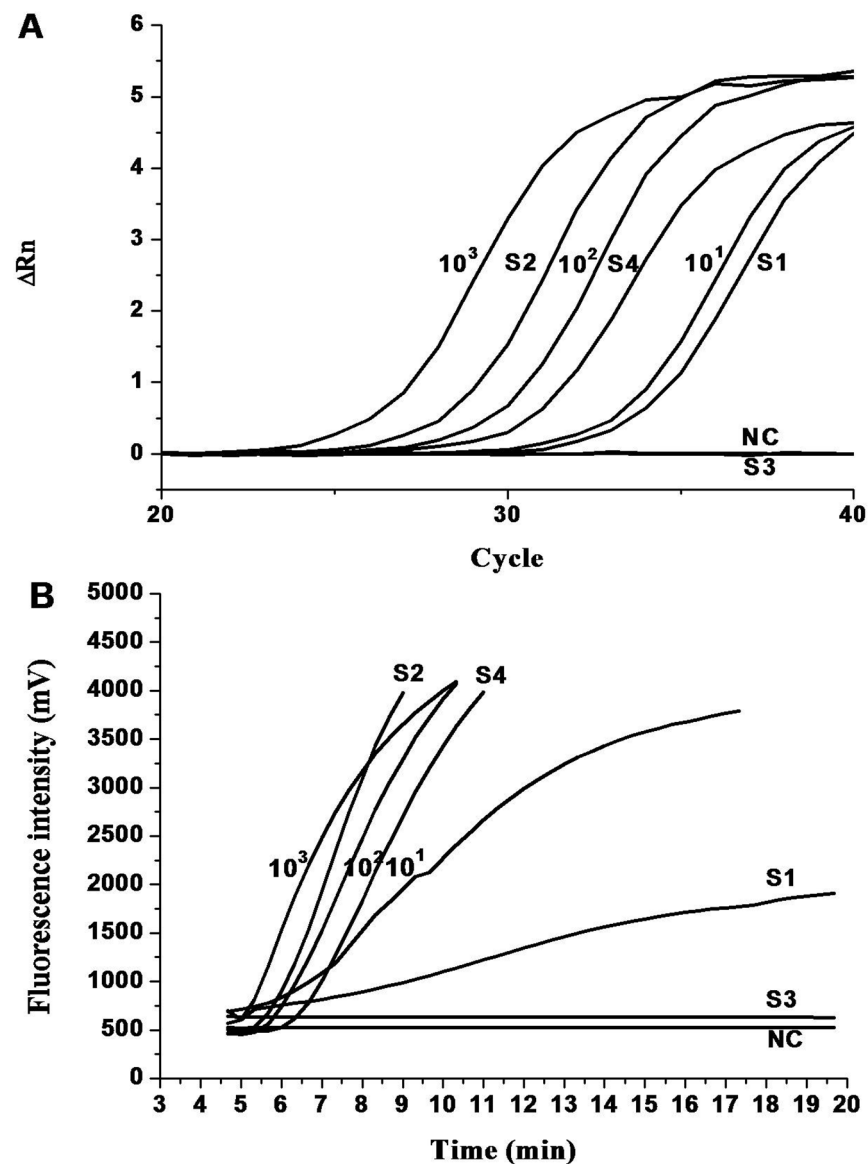 A
6
5
4
3
2
1
0
ΔRn
10³ S2 10² S4 10¹ S1
NC
S3
20 30 40
Cycle
B
5000
4500
4000
3500
3000
2500
2000
1500
1000
500
0
Fluorescence intensity (mV)
S2 S4
10³ 10² 10¹
S1
S3
NC
3 4 5 6 7 8 9 10 11 12 13 14 15 16 17 18 19 20
Time (min)